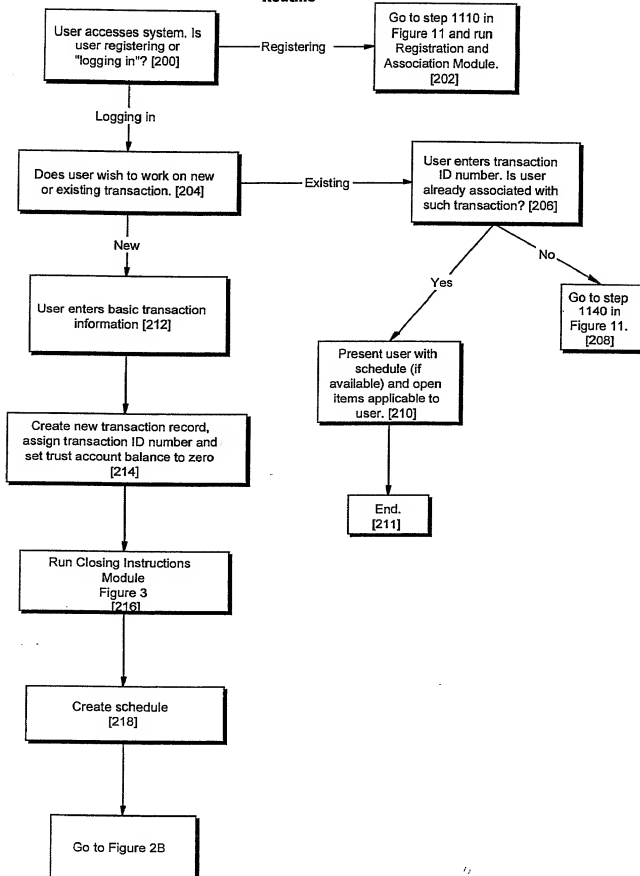 Routine
User accesses system. Is
user registering or
"logging in"? [200]
Registering
Go to step 1110 in
Figure 11 and run
Registration and
Association Module.
[202]
Logging in
Does user wish to work on new
or existing transaction. [204]
Existing
User enters transaction
ID number. Is user
already associated with
such transaction? [206]
New
Yes
No
User enters basic transaction
information [212]
Go to step
1140 in
Figure 11.
[208]
Present user with
schedule (if
available) and open
items applicable to
user. [210]
Create new transaction record,
assign transaction ID number and
set trust account balance to zero
[214]
End.
[211]
Run Closing Instructions
Module
Figure 3
[216]
Create schedule
[218]
Go to Figure 2B